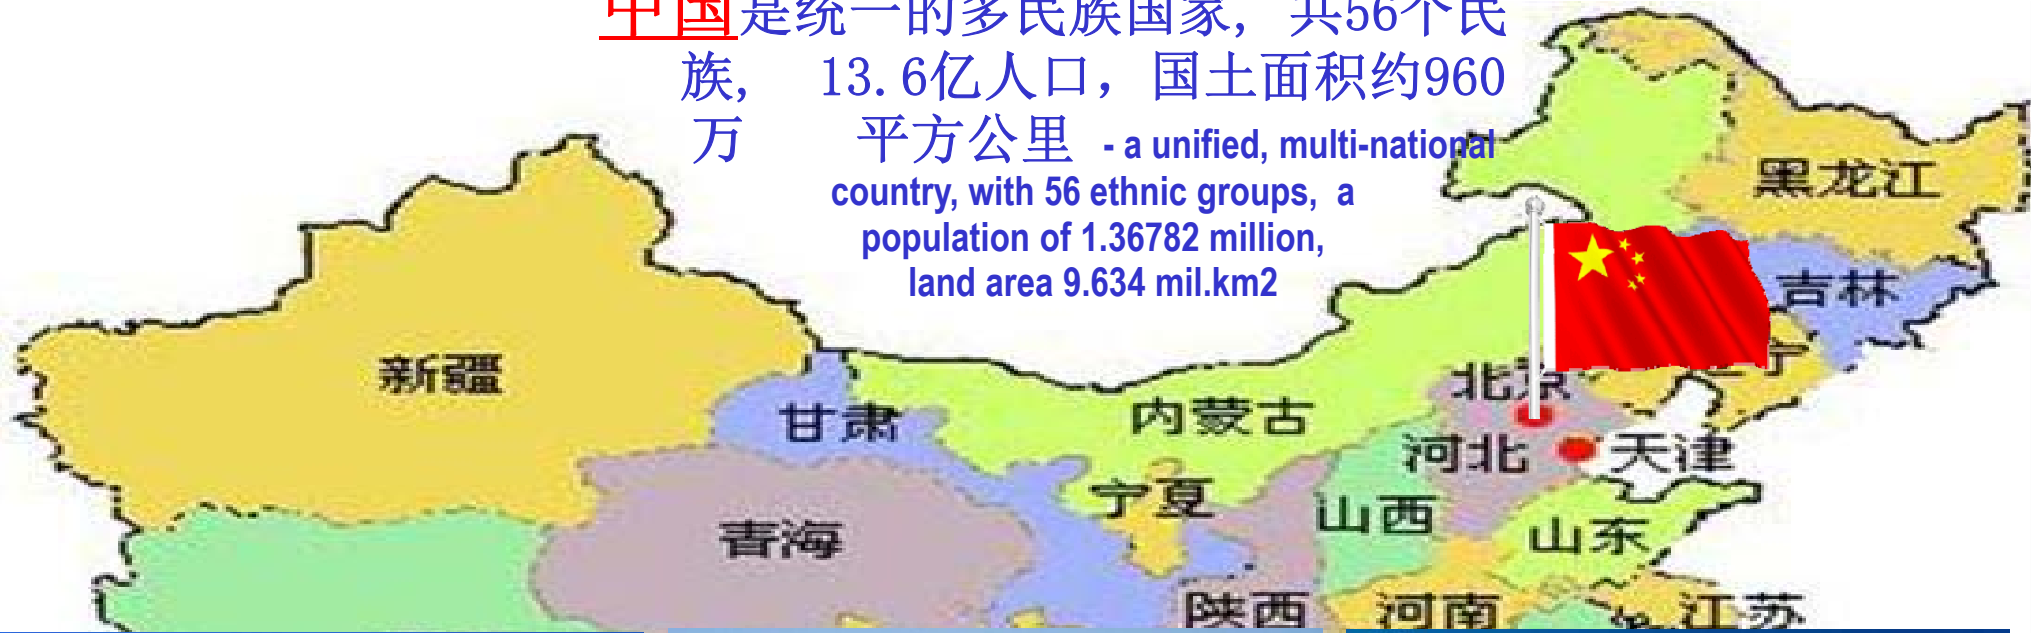 中国是统一的多民族国家, 共56个民
族, 13.6亿人口，国土面积约960
万 平方公里 - a unified, multi-national
country, with 56 ethnic groups, a
population of 1.36782 million,
land area 9.634 mil.km2
黑龙江
吉林
新疆
北京
甘肃
内蒙古
河北
天津
宁夏
山西
山东
青海
陕西
河南
江苏